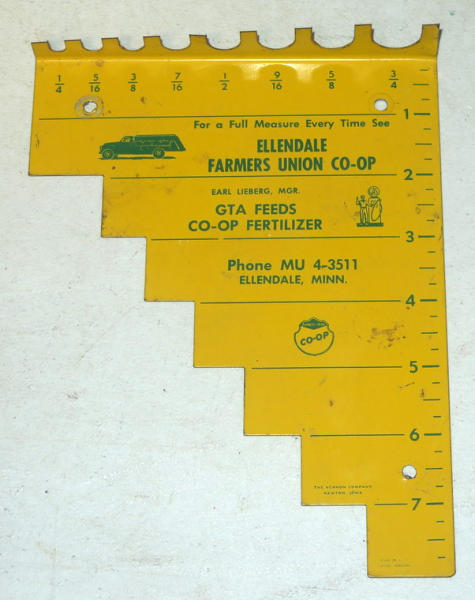 1/4 5/16 3/8 7/16 1/2 9/16 5/8 3/4
1
For a Full Measure Every Time See
ELLENDALE
FARMERS UNION CO-OP
2
EARL LIEBERG, MGR.
GTA FEEDS
CO-OP FERTILIZER
3
Phone MU 4-3511
ELLENDALE, MINN.
4
CO-OP
5
6
THE VERNON COMPANY
NEWTON, IOWA
7